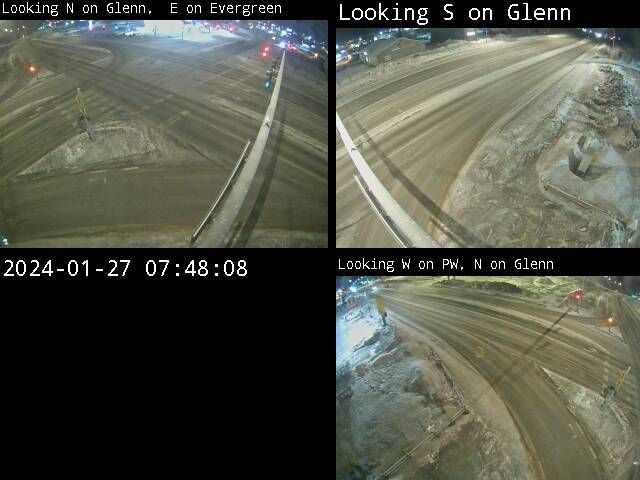 Looking N on Glenn,  E on Evergreen
Looking S on Glenn
2024-01-27 07:48:08
Looking W on PW, N on Glenn